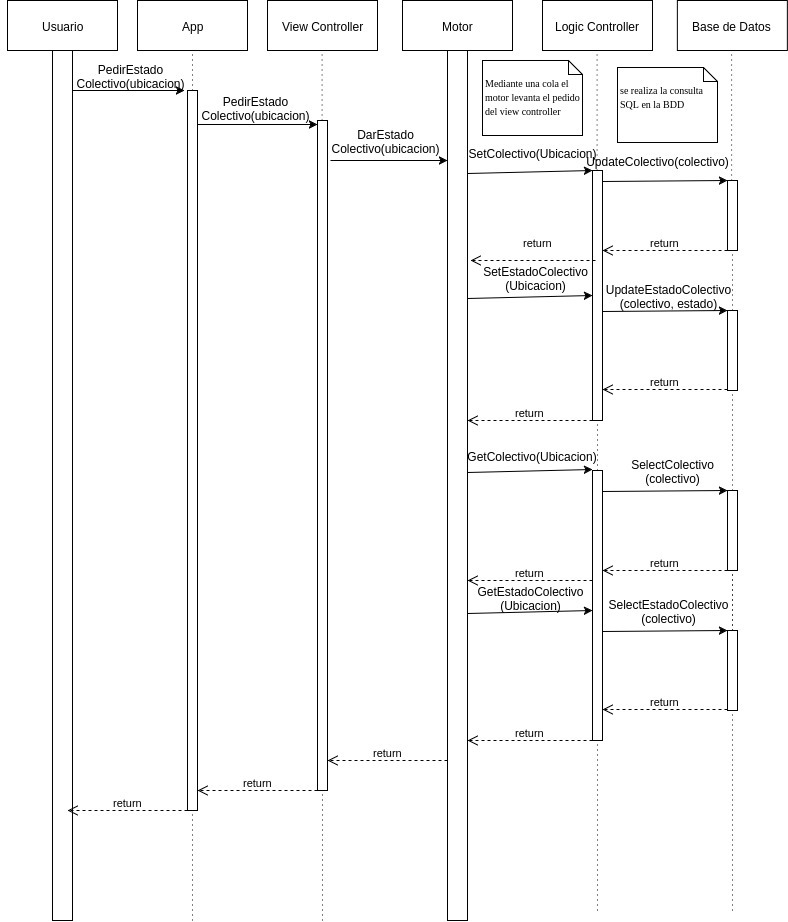 Usuario
App
View Controller
Motor
Logic Controller
Base de Datos
PedirEstado
Colectivo(ubicacion)
PedirEstado
Colectivo(ubicacion)
DarEstado
Colectivo(ubicacion)
Mediante una cola el
motor levanta el pedido
del view controller
se realiza la consulta
SQL en la BDD
SetColectivo(Ubicacion)
UpdateColectivo(colectivo)
return
return
SetEstadoColectivo
(Ubicacion)
UpdateEstadoColectivo
(colectivo, estado)
return
return
GetColectivo(Ubicacion)
SelectColectivo
(colectivo)
return
return
GetEstadoColectivo
(Ubicacion)
SelectEstadoColectivo
(colectivo)
return
return
return
return
return